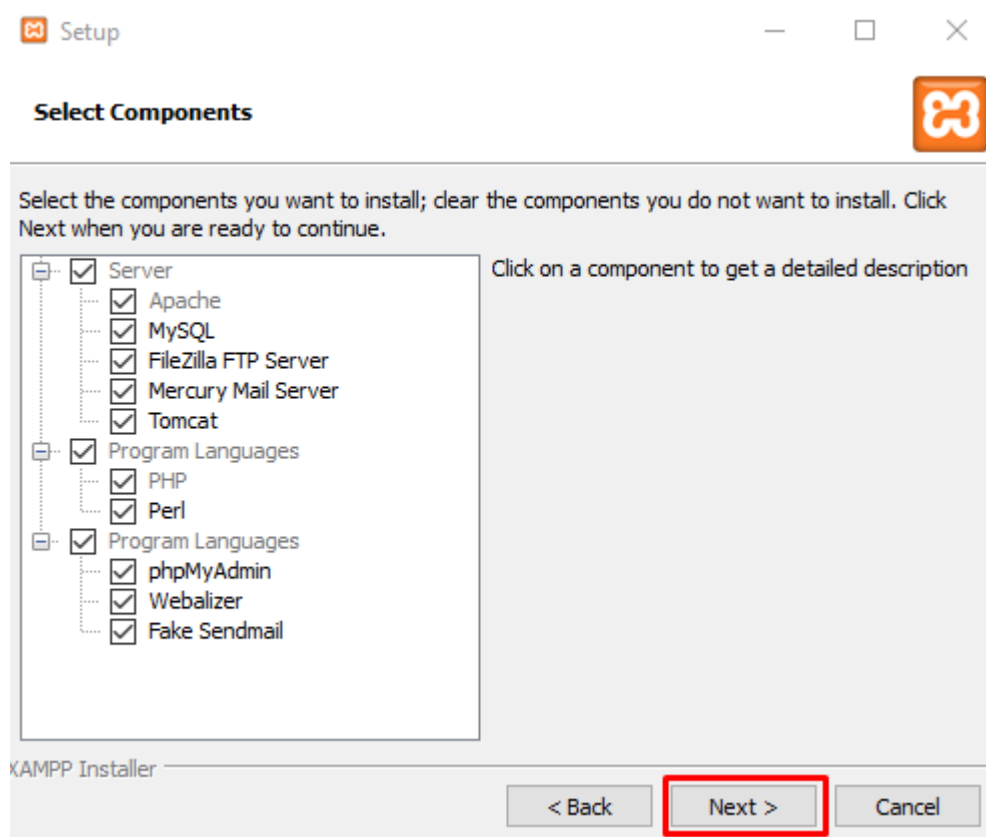 Setup
Select Components
Select the components you want to install; clear the components you do not want to install. Click
Next when you are ready to continue.
Server
Apache
MySQL
FileZilla FTP Server
Mercury Mail Server
Tomcat
Program Languages
PHP
Perl
Program Languages
phpMyAdmin
Webalizer
Fake Sendmail
Click on a component to get a detailed description
XAMPP Installer
< Back
Next >
Cancel